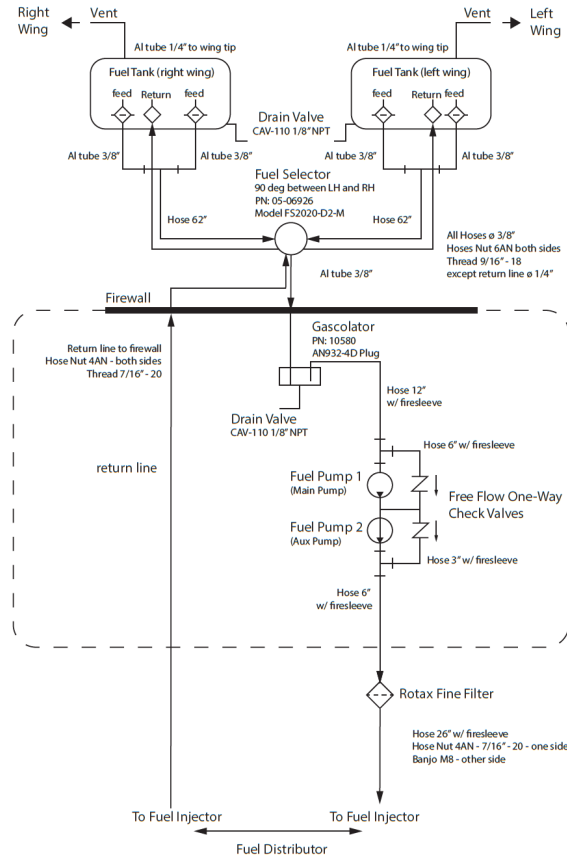 Right
Wing
Vent
Vent
Left
Wing
Al tube 1/4" to wing tip
Al tube 1/4" to wing tip
Fuel Tank (right wing)
Fuel Tank (left wing)
feed
Return
feed
feed
Return
feed
Drain Valve
CAV-110 1/8" NPT
Al tube 3/8"
Al tube 3/8"
Al tube 3/8"
Al tube 3/8"
Fuel Selector
90 deg between LH and RH
PN: 05-06926
Model FS2020-D2-M
Hose 62"
Hose 62"
All Hoses ø 3/8"
Hoses Nut 6AN both sides
Thread 9/16" - 18
except return line ø 1/4"
Al tube 3/8"
Firewall
Return line to firewall
Hose Nut 4AN - both sides
Thread 7/16" - 20
Gascolator
PN: 10580
AN932-4D Plug
Hose 12"
w/ firesleeve
Drain Valve
CAV-110 1/8" NPT
Hose 6" w/ firesleeve
return line
Fuel Pump 1
(Main Pump)
Free Flow One-Way
Check Valves
Fuel Pump 2
(Aux Pump)
Hose 3" w/ firesleeve
Hose 6"
w/ firesleeve
Rotax Fine Filter
Hose 26" w/ firesleeve
Hose Nut 4AN - 7/16" - 20 - one side
Banjo M8 - other side
To Fuel Injector
To Fuel Injector
Fuel Distributor